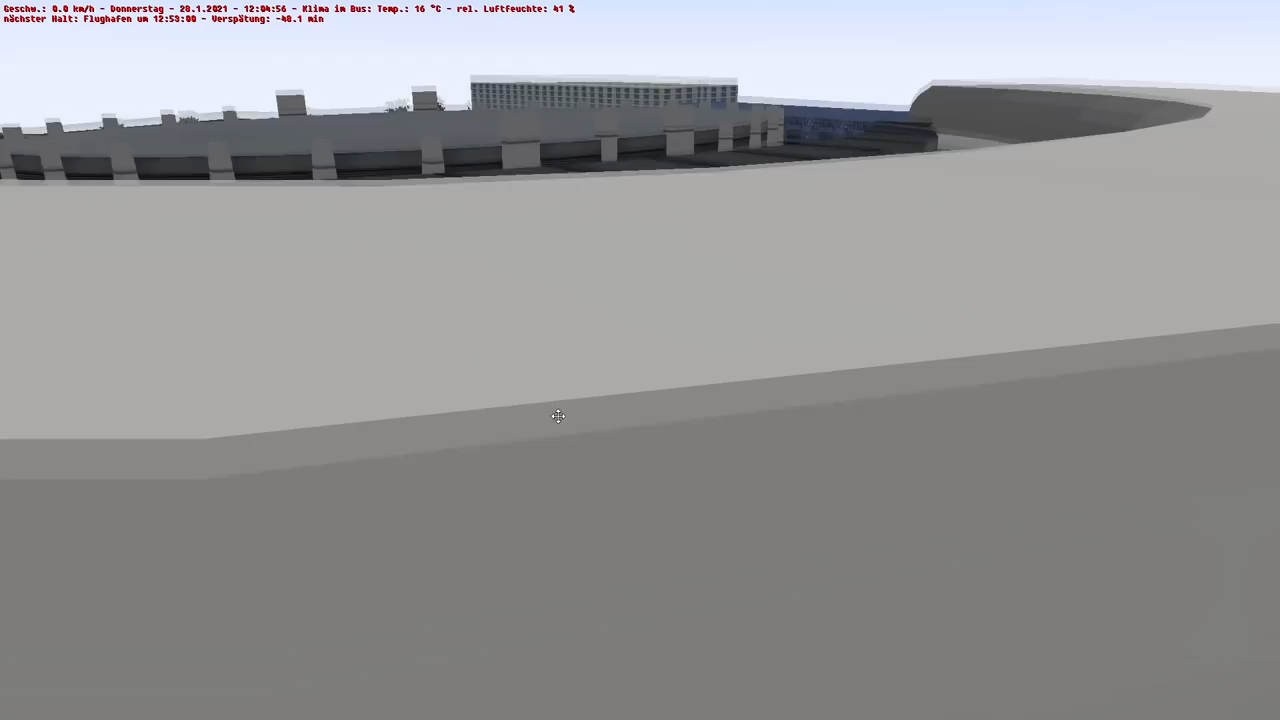 Geschw.: 0.0 km/h - Donnerstag - 28.1.2021 - 12:04:56 - Klima im Bus: Temp.: 16 °C - rel. Luftfeuchte: 41 %
nächster Halt: Flughafen um 12:53:00 - Verspätung: -48.1 min